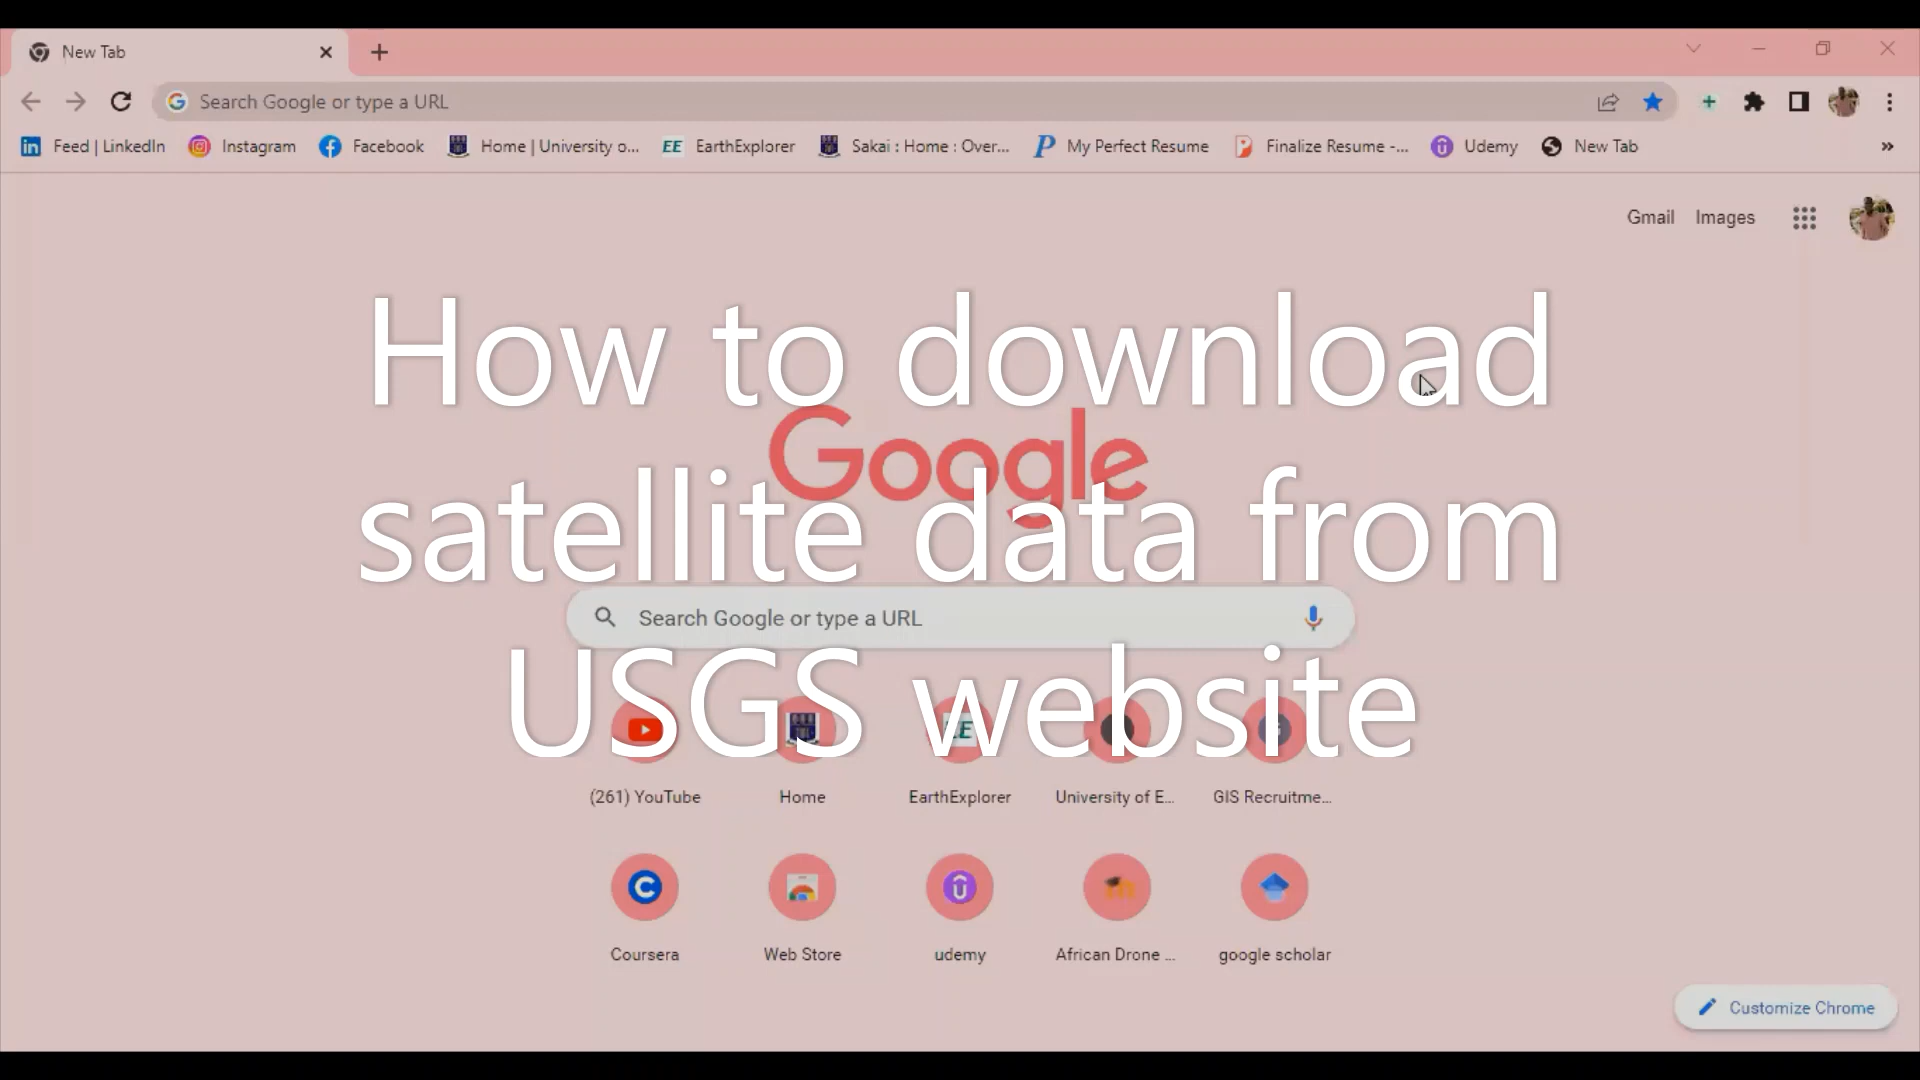 New Tab
Search Google or type a URL
Feed | LinkedIn Instagram Facebook Home | University o... EE EarthExplorer Sakai : Home : Over... My Perfect Resume Finalize Resume -... Udemy New Tab
Gmail Images
How to download
Google
satellite data from
Search Google or type a URL
USGS website
(261) YouTube Home EarthExplorer University of E... GIS Recruitme...
Coursera Web Store udemy African Drone ... google scholar
Customize Chrome